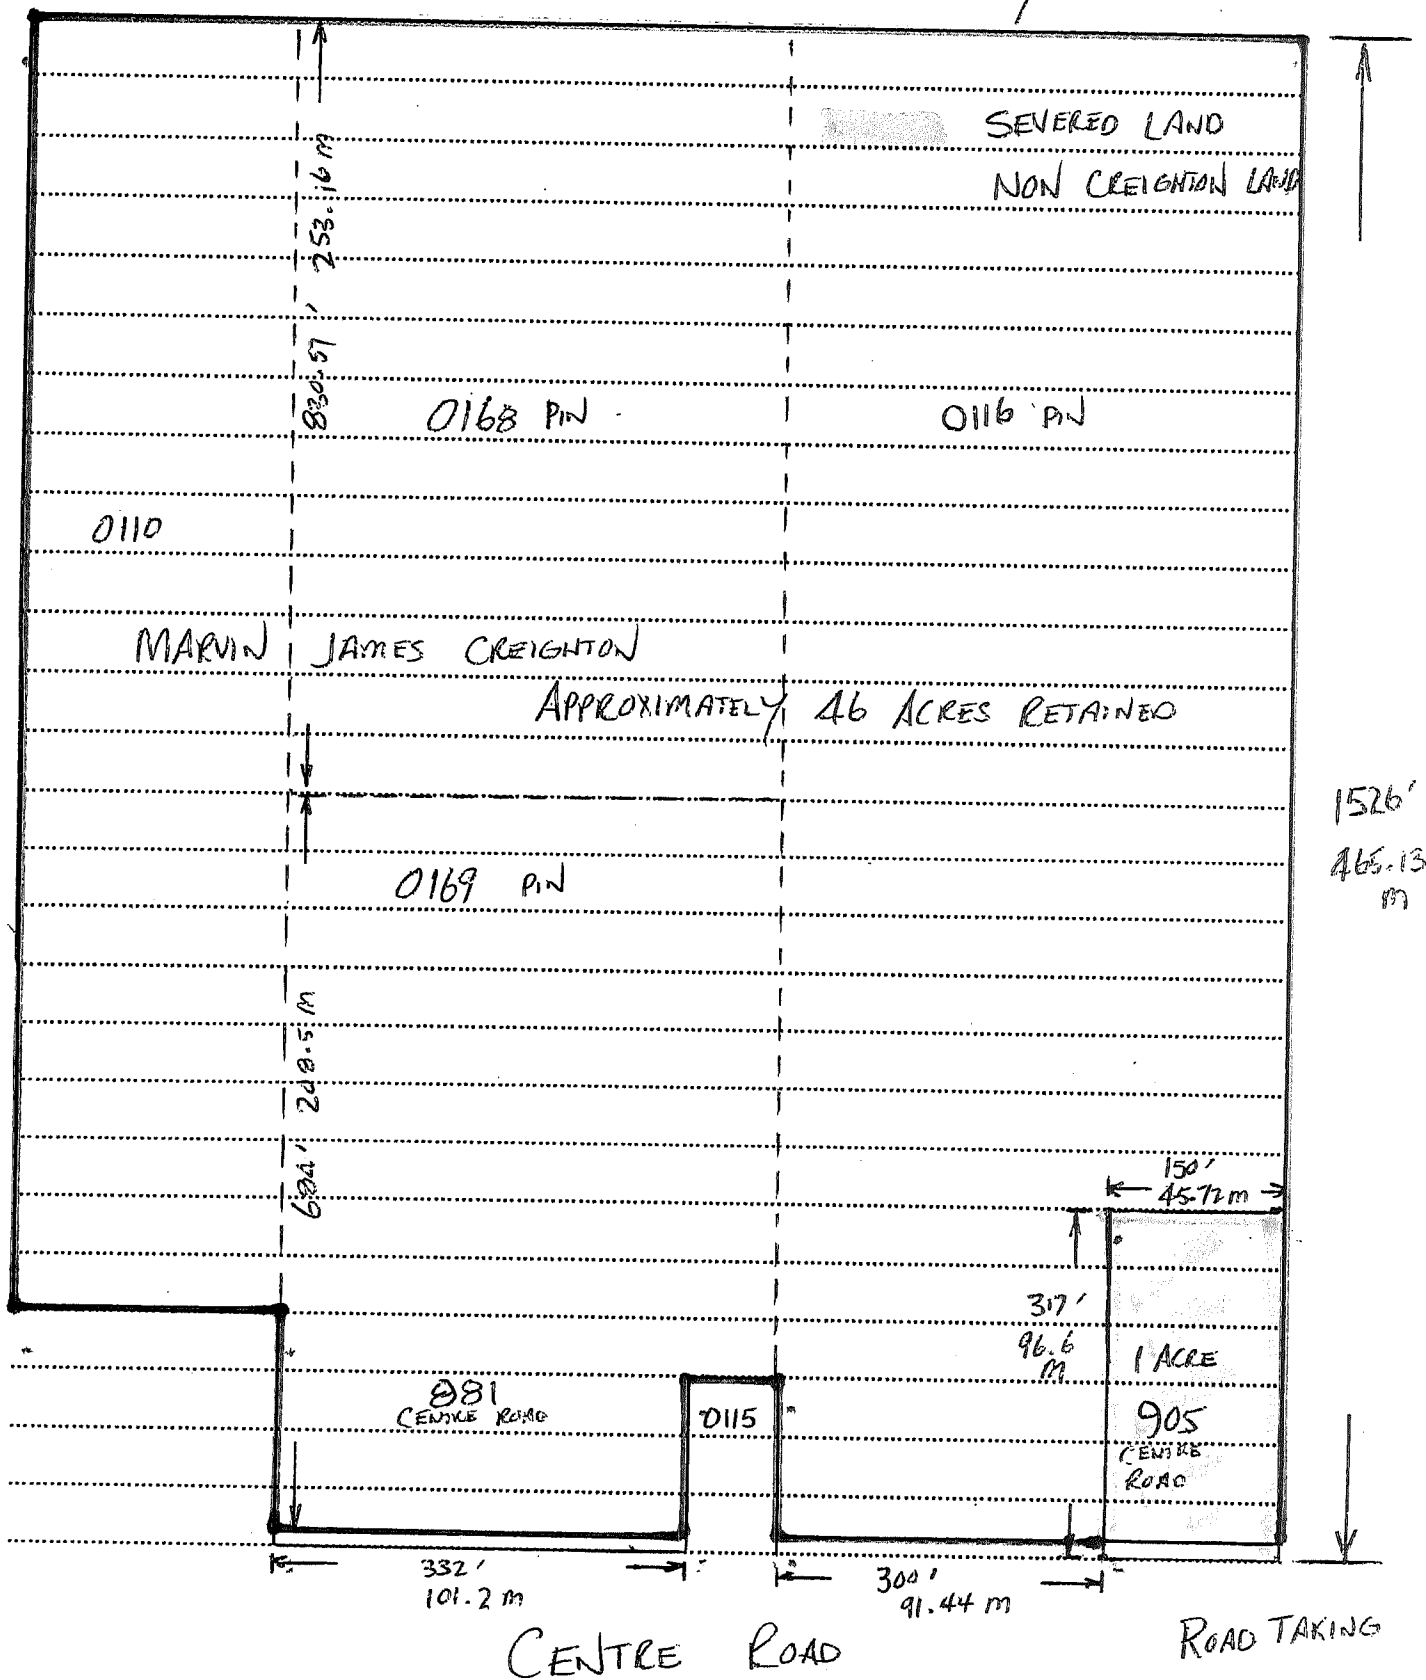 SEVERED LAND
NON CREIGHTON LAND
830.57' 253.16 m
0168 PIN
0116 PIN
0110
MARVIN JAMES CREIGHTON
APPROXIMATELY 46 ACRES RETAINED
1526'
465.13
m
0169 PIN
684' 208.5 m
150'
45.72 m
317'
96.6
m
1 ACRE
905
CENTRE
ROAD
881
CENTRE ROAD
0115
332'
101.2 m
300'
91.44 m
ROAD TAKING
CENTRE ROAD